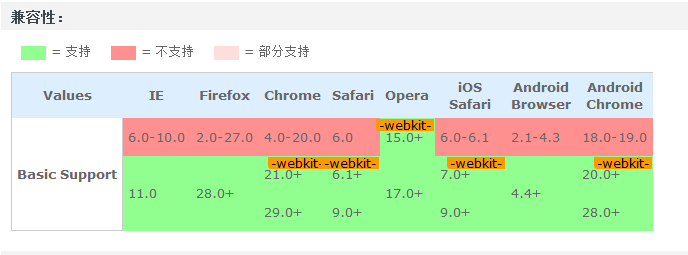 兼容性：
= 支持 = 不支持 = 部分支持
Values IE Firefox Chrome Safari Opera iOS Safari Android Browser Android Chrome
-webkit-
6.0-10.0 2.0-27.0 4.0-20.0 6.0 15.0+ 6.0-6.1 2.1-4.3 18.0-19.0
-webkit- -webkit- -webkit- -webkit-
21.0+ 6.1+ 7.0+ 20.0+
Basic Support 11.0 28.0+ 17.0+ 4.4+
29.0+ 9.0+ 9.0+ 28.0+